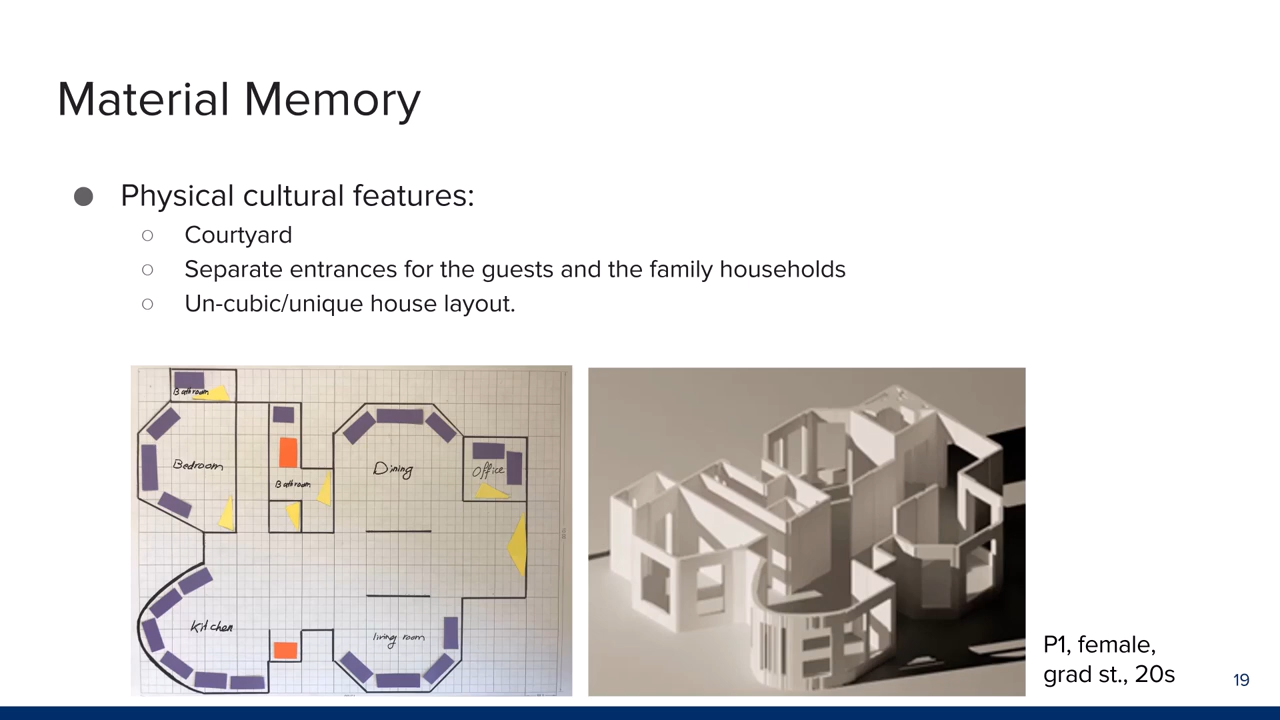 Material Memory
Physical cultural features:
Courtyard
Separate entrances for the guests and the family households
Un-cubic/unique house layout.
Bathroom
Bedroom
Bathroom
Dining
Office
Kitchen
living room
P1, female,
grad st., 20s
19